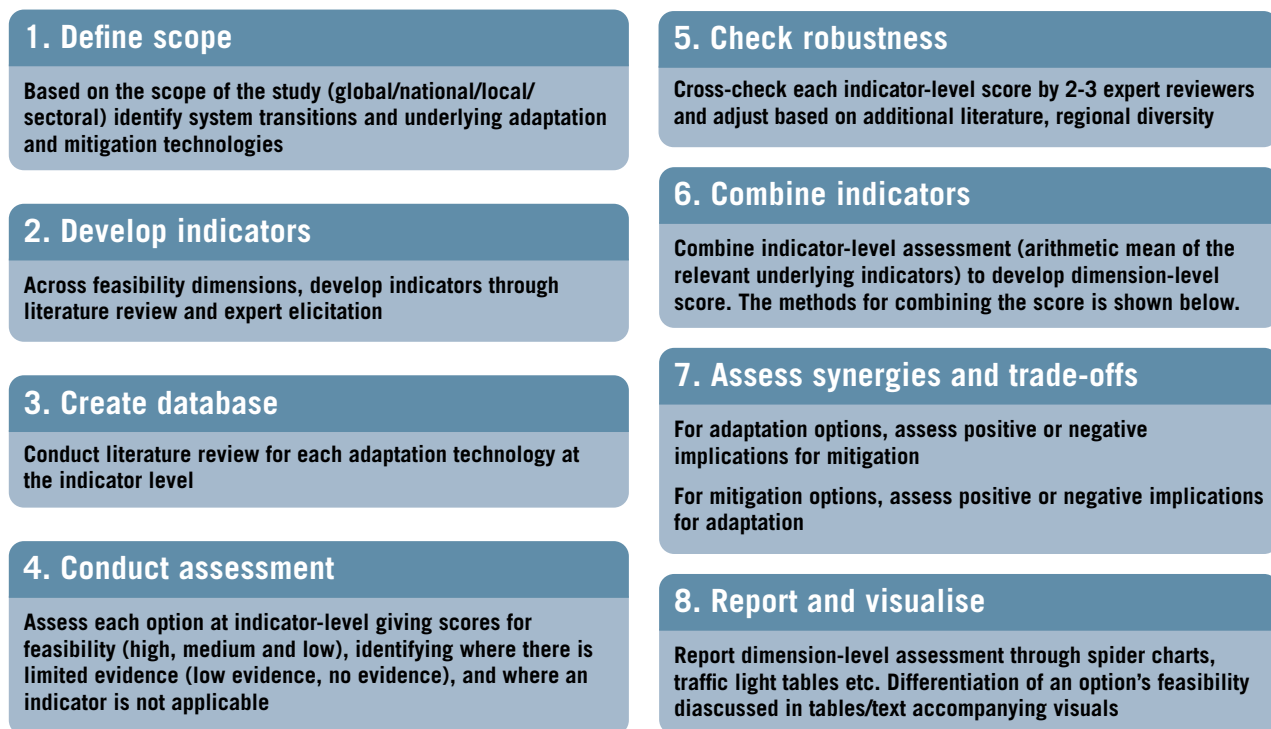 1. Define scope
Based on the scope of the study (global/national/local/
sectoral) identify system transitions and underlying adaptation
and mitigation technologies
2. Develop indicators
Across feasibility dimensions, develop indicators through
literature review and expert elicitation
3. Create database
Conduct literature review for each adaptation technology at
the indicator level
4. Conduct assessment
Assess each option at indicator-level giving scores for
feasibility (high, medium and low), identifying where there is
limited evidence (low evidence, no evidence), and where an
indicator is not applicable
5. Check robustness
Cross-check each indicator-level score by 2-3 expert reviewers
and adjust based on additional literature, regional diversity
6. Combine indicators
Combine indicator-level assessment (arithmetic mean of the
relevant underlying indicators) to develop dimension-level
score. The methods for combining the score is shown below.
7. Assess synergies and trade-offs
For adaptation options, assess positive or negative
implications for mitigation
For mitigation options, assess positive or negative implications
for adaptation
8. Report and visualise
Report dimension-level assessment through spider charts,
traffic light tables etc. Differentiation of an option's feasibility
diascussed in tables/text accompanying visuals